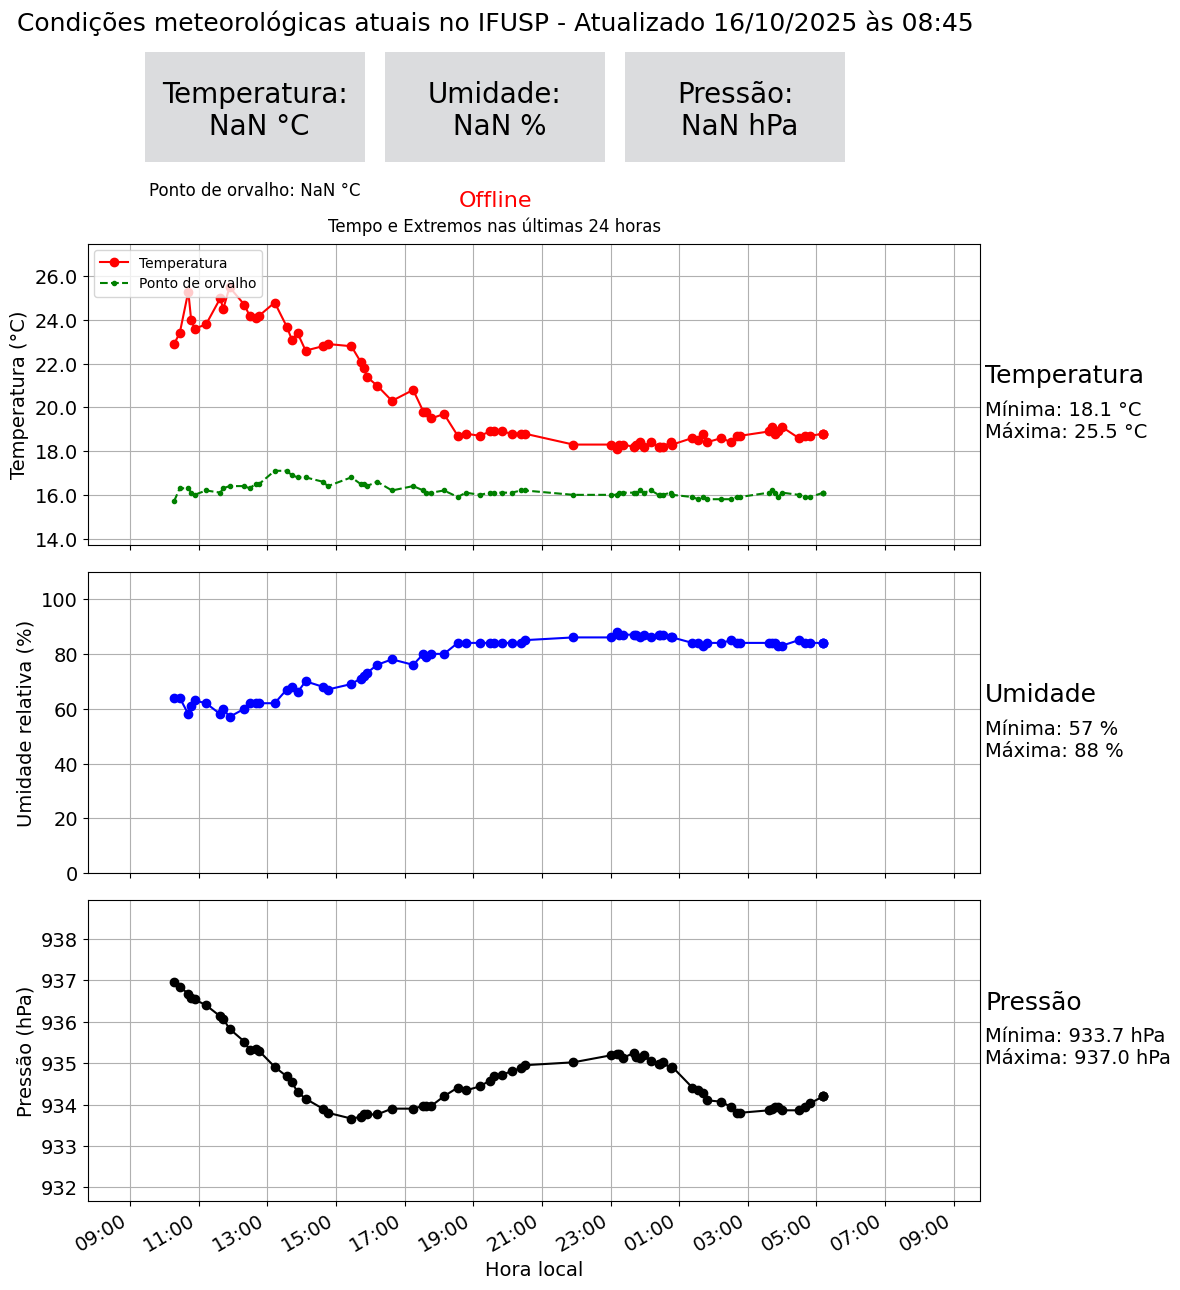 Condições meteorológicas atuais no IFUSP - Atualizado 16/10/2025 às 08:45
Temperatura:
NaN °C
Umidade:
NaN %
Pressão:
NaN hPa
Ponto de orvalho: NaN °C
Offline
Tempo e Extremos nas últimas 24 horas
Temperatura
Ponto de orvalho
Temperatura (°C)
26.0
24.0
22.0
20.0
18.0
16.0
14.0
Temperatura
Mínima: 18.1 °C
Máxima: 25.5 °C
Umidade relativa (%)
100
80
60
40
20
0
Umidade
Mínima: 57 %
Máxima: 88 %
Pressão (hPa)
938
937
936
935
934
933
932
Pressão
Mínima: 933.7 hPa
Máxima: 937.0 hPa
09:00
11:00
13:00
15:00
17:00
19:00
21:00
23:00
01:00
03:00
05:00
07:00
09:00
Hora local